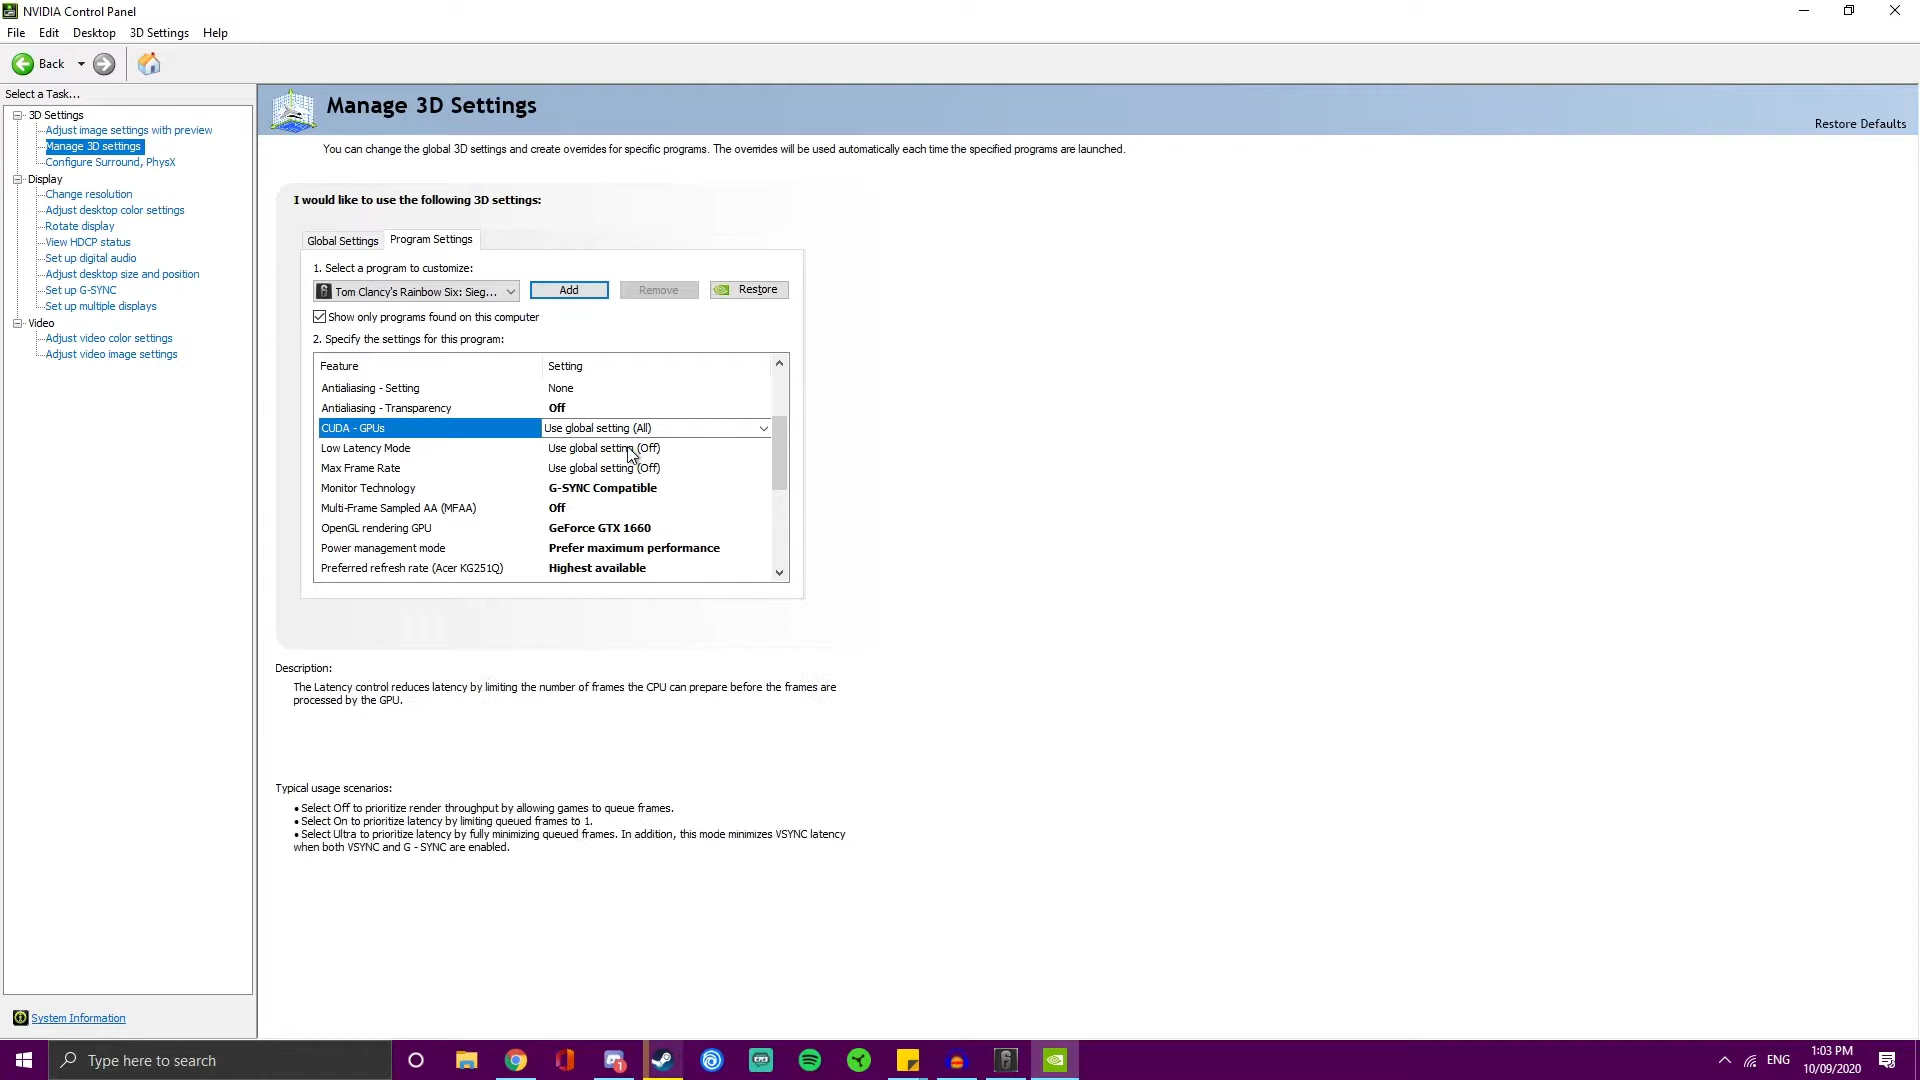 NVIDIA Control Panel
File Edit Desktop 3D Settings Help
Back
Select a Task...
3D Settings
Adjust image settings with preview
Manage 3D settings
Configure Surround, PhysX
Display
Change resolution
Adjust desktop color settings
Rotate display
View HDCP status
Set up digital audio
Adjust desktop size and position
Set up G-SYNC
Set up multiple displays
Video
Adjust video color settings
Adjust video image settings
System Information
Manage 3D Settings
Restore Defaults
You can change the global 3D settings and create overrides for specific programs. The overrides will be used automatically each time the specified programs are launched.
I would like to use the following 3D settings:
Global Settings Program Settings
1. Select a program to customize:
Tom Clancy's Rainbow Six: Sieg... Add Remove Restore
Show only programs found on this computer
2. Specify the settings for this program:
Feature Setting
Antialiasing - Setting None
Antialiasing - Transparency Off
CUDA - GPUs Use global setting (All)
Low Latency Mode Use global setting (Off)
Max Frame Rate Use global setting (Off)
Monitor Technology G-SYNC Compatible
Multi-Frame Sampled AA (MFAA) Off
OpenGL rendering GPU GeForce GTX 1660
Power management mode Prefer maximum performance
Preferred refresh rate (Acer KG251Q) Highest available
Description:
The Latency control reduces latency by limiting the number of frames the CPU can prepare before the frames are
processed by the GPU.
Typical usage scenarios:
• Select Off to prioritize render throughput by allowing games to queue frames.
• Select On to prioritize latency by limiting queued frames to 1.
• Select Ultra to prioritize latency by fully minimizing queued frames. In addition, this mode minimizes VSYNC latency
when both VSYNC and G - SYNC are enabled.
Type here to search
1
ENG
1:03 PM
10/09/2020